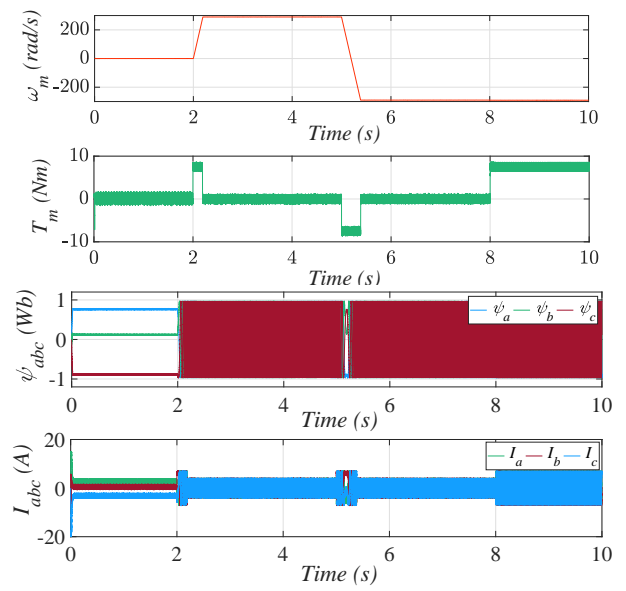 ω_m (rad/s)
200
0
-200
0 2 4 6 8 10
Time (s)
T_m (Nm)
10
0
-10
0 2 4 6 8 10
Time (s)
ψ_abc (Wb)
1
0
-1
ψ_a ψ_b ψ_c
0 2 4 6 8 10
Time (s)
I_abc (A)
20
0
-20
I_a I_b I_c
0 2 4 6 8 10
Time (s)